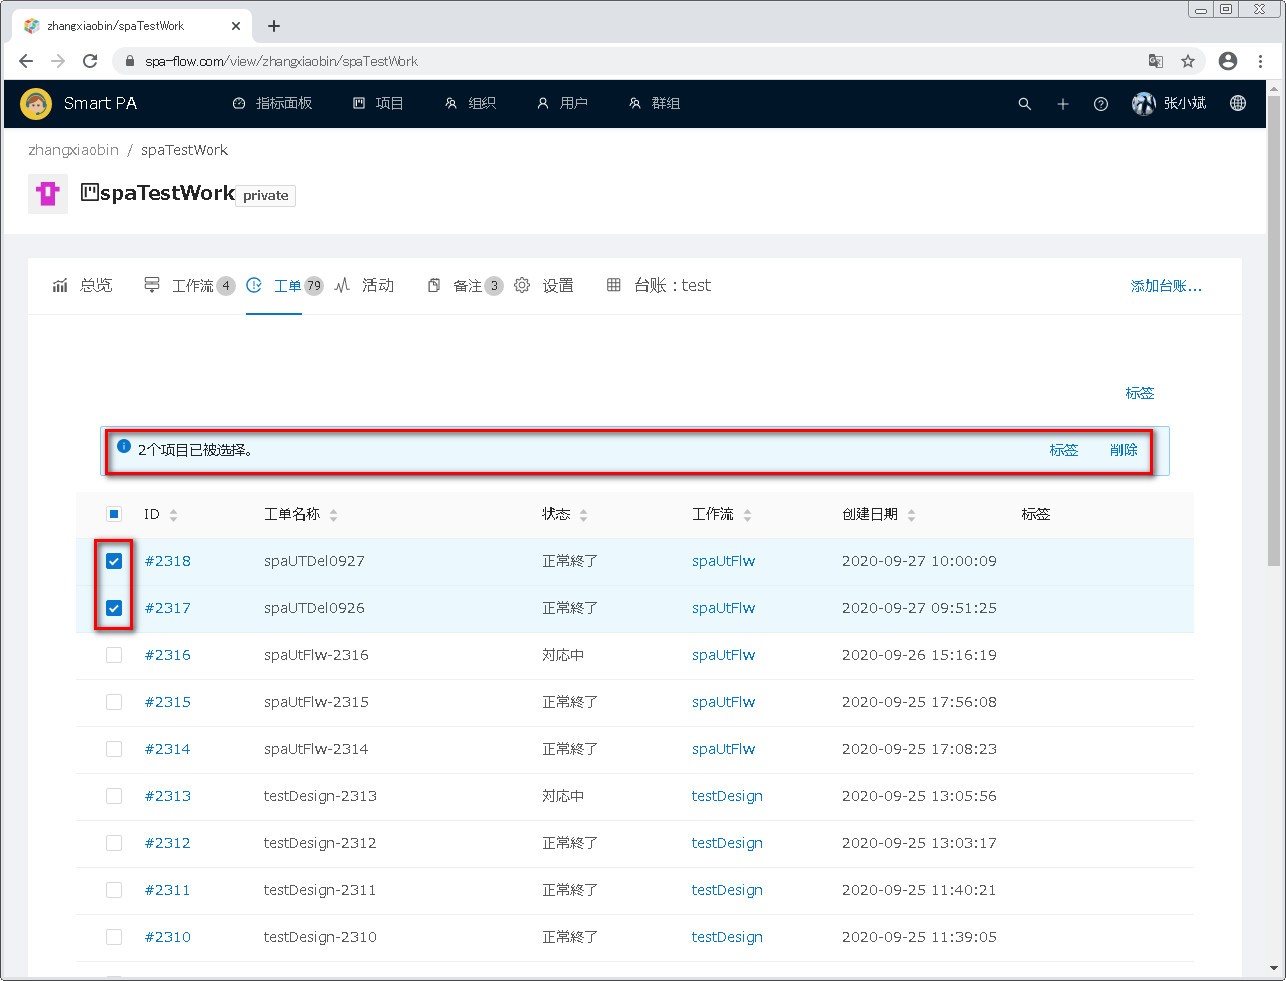 zhangxiaobin/spaTestWork
spa-flow.com/view/zhangxiaobin/spaTestWork
Smart PA 指标面板 项目 组织 用户 群组 张小斌
zhangxiaobin / spaTestWork
spaTestWork private
总览 工作流 4 工单 79 活动 备注 3 设置 台账：test 添加台账...
标签
2个项目已被选择。 标签 削除
ID 工单名称 状态 工作流 创建日期 标签
#2318 spaUTDel0927 正常終了 spaUtFlw 2020-09-27 10:00:09
#2317 spaUTDel0926 正常終了 spaUtFlw 2020-09-27 09:51:25
#2316 spaUtFlw-2316 対応中 spaUtFlw 2020-09-26 15:16:19
#2315 spaUtFlw-2315 正常終了 spaUtFlw 2020-09-25 17:56:08
#2314 spaUtFlw-2314 正常終了 spaUtFlw 2020-09-25 17:08:23
#2313 testDesign-2313 対応中 testDesign 2020-09-25 13:05:56
#2312 testDesign-2312 正常終了 testDesign 2020-09-25 13:03:17
#2311 testDesign-2311 正常終了 testDesign 2020-09-25 11:40:21
#2310 testDesign-2310 正常終了 testDesign 2020-09-25 11:39:05